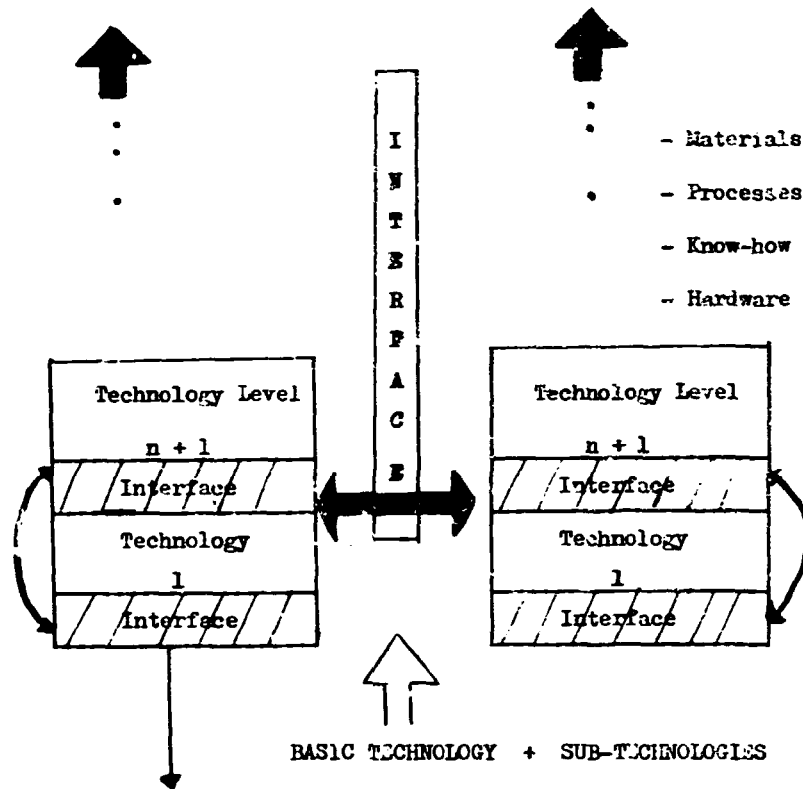 INTERFACE
- Materials
- Processes
- Know-how
- Hardware
Technology Level
n + 1
Interface
Technology
1
Interface
Technology Level
n + 1
Interface
Technology
1
Interface
BASIC TECHNOLOGY + SUB-TECHNOLOGIES